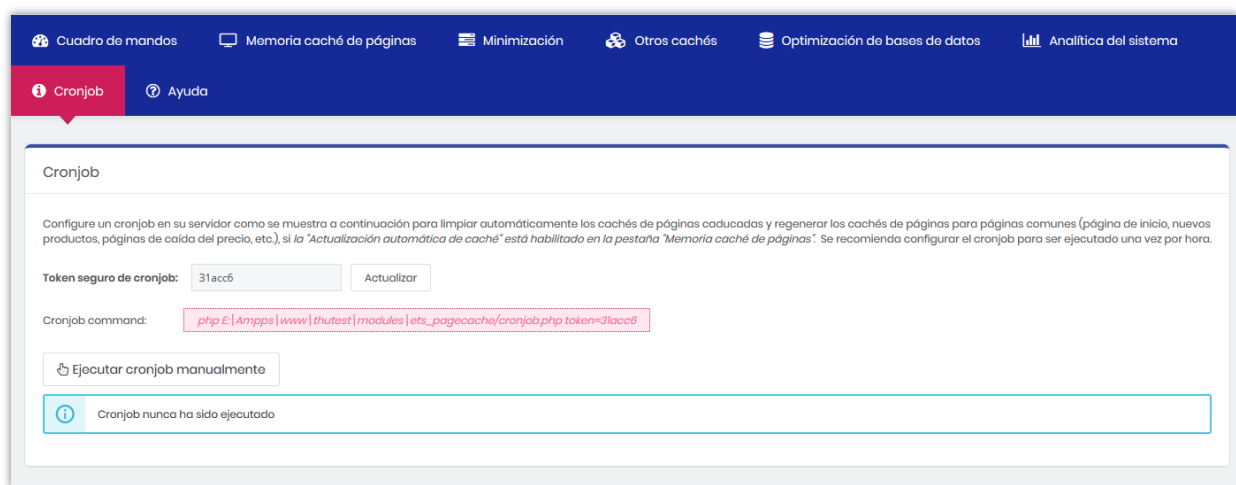 Cuadro de mandos Memoria caché de páginas Minimización Otros cachés Optimización de bases de datos Analítica del sistema
Cronjob Ayuda
Cronjob
Configure un cronjob en su servidor como se muestra a continuación para limpiar automáticamente los cachés de páginas caducadas y regenerar los cachés de páginas para páginas comunes (página de inicio, nuevos
productos, páginas de caída del precio, etc.), si la "Actualización automática de caché" está habilitado en la pestaña "Memoria caché de páginas". Se recomienda configurar el cronjob para ser ejecutado una vez por hora.
Token seguro de cronjob: 31acc6 Actualizar
Cronjob command: php E:\Ampps\www\thutest\modules\ets_pagecache/cronjob.php token=31acc6
Ejecutar cronjob manualmente
Cronjob nunca ha sido ejecutado